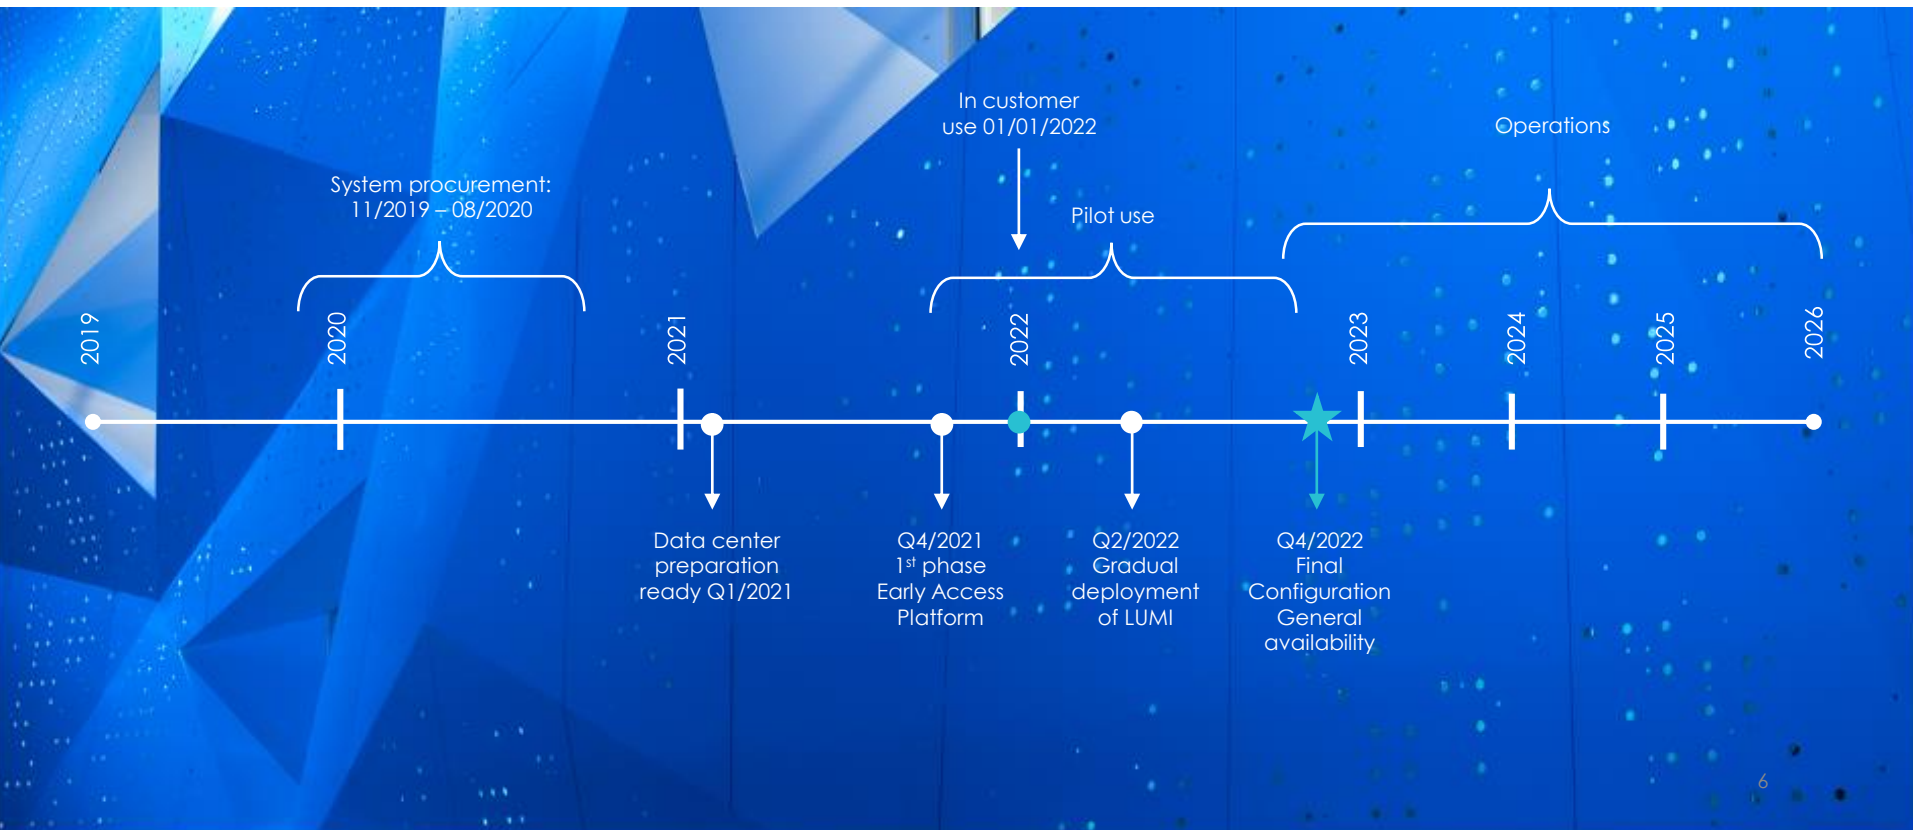 In customer
use 01/01/2022
Operations
System procurement:
11/2019 – 08/2020
Pilot use
2019
2020
2021
2022
2023
2024
2025
2026
Data center
preparation
ready Q1/2021
Q4/2021
1st phase
Early Access
Platform
Q2/2022
Gradual
deployment
of LUMI
Q4/2022
Final
Configuration
General
availability
6